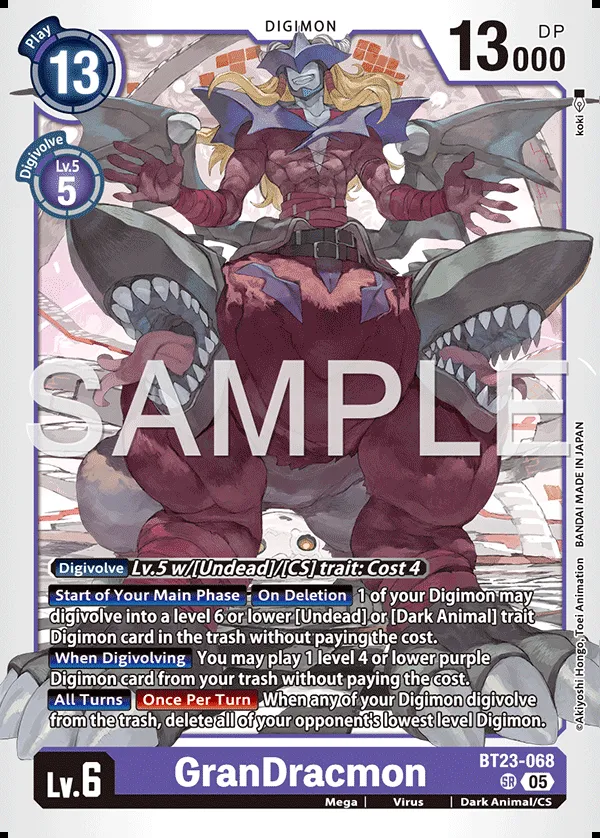 DIGIMON
Play
13
DP
13000
koki
Digivolve
Lv.5
5
SAMPLE
Digivolve Lv.5 w/[Undead]/[CS] trait: Cost 4
Start of Your Main Phase On Deletion 1 of your Digimon may
digivolve into a level 6 or lower [Undead] or [Dark Animal] trait
Digimon card in the trash without paying the cost.
When Digivolving You may play 1 level 4 or lower purple
Digimon card from your trash without paying the cost.
All Turns Once Per Turn When any of your Digimon digivolve
from the trash, delete all of your opponent's lowest level Digimon.
©Akiyoshi Hongo, Toei Animation BANDAI MADE IN JAPAN
Lv.6
GranDracmon
BT23-068
SR 05
Mega | Virus | Dark Animal/CS